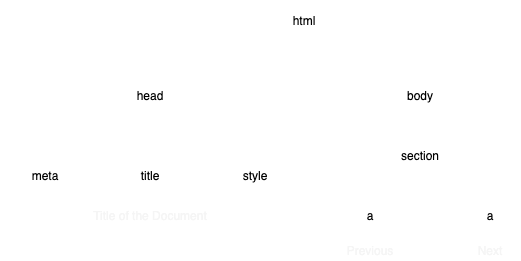 html
head
body
section
meta
title
style
Title of the Document
a
a
Previous
Next